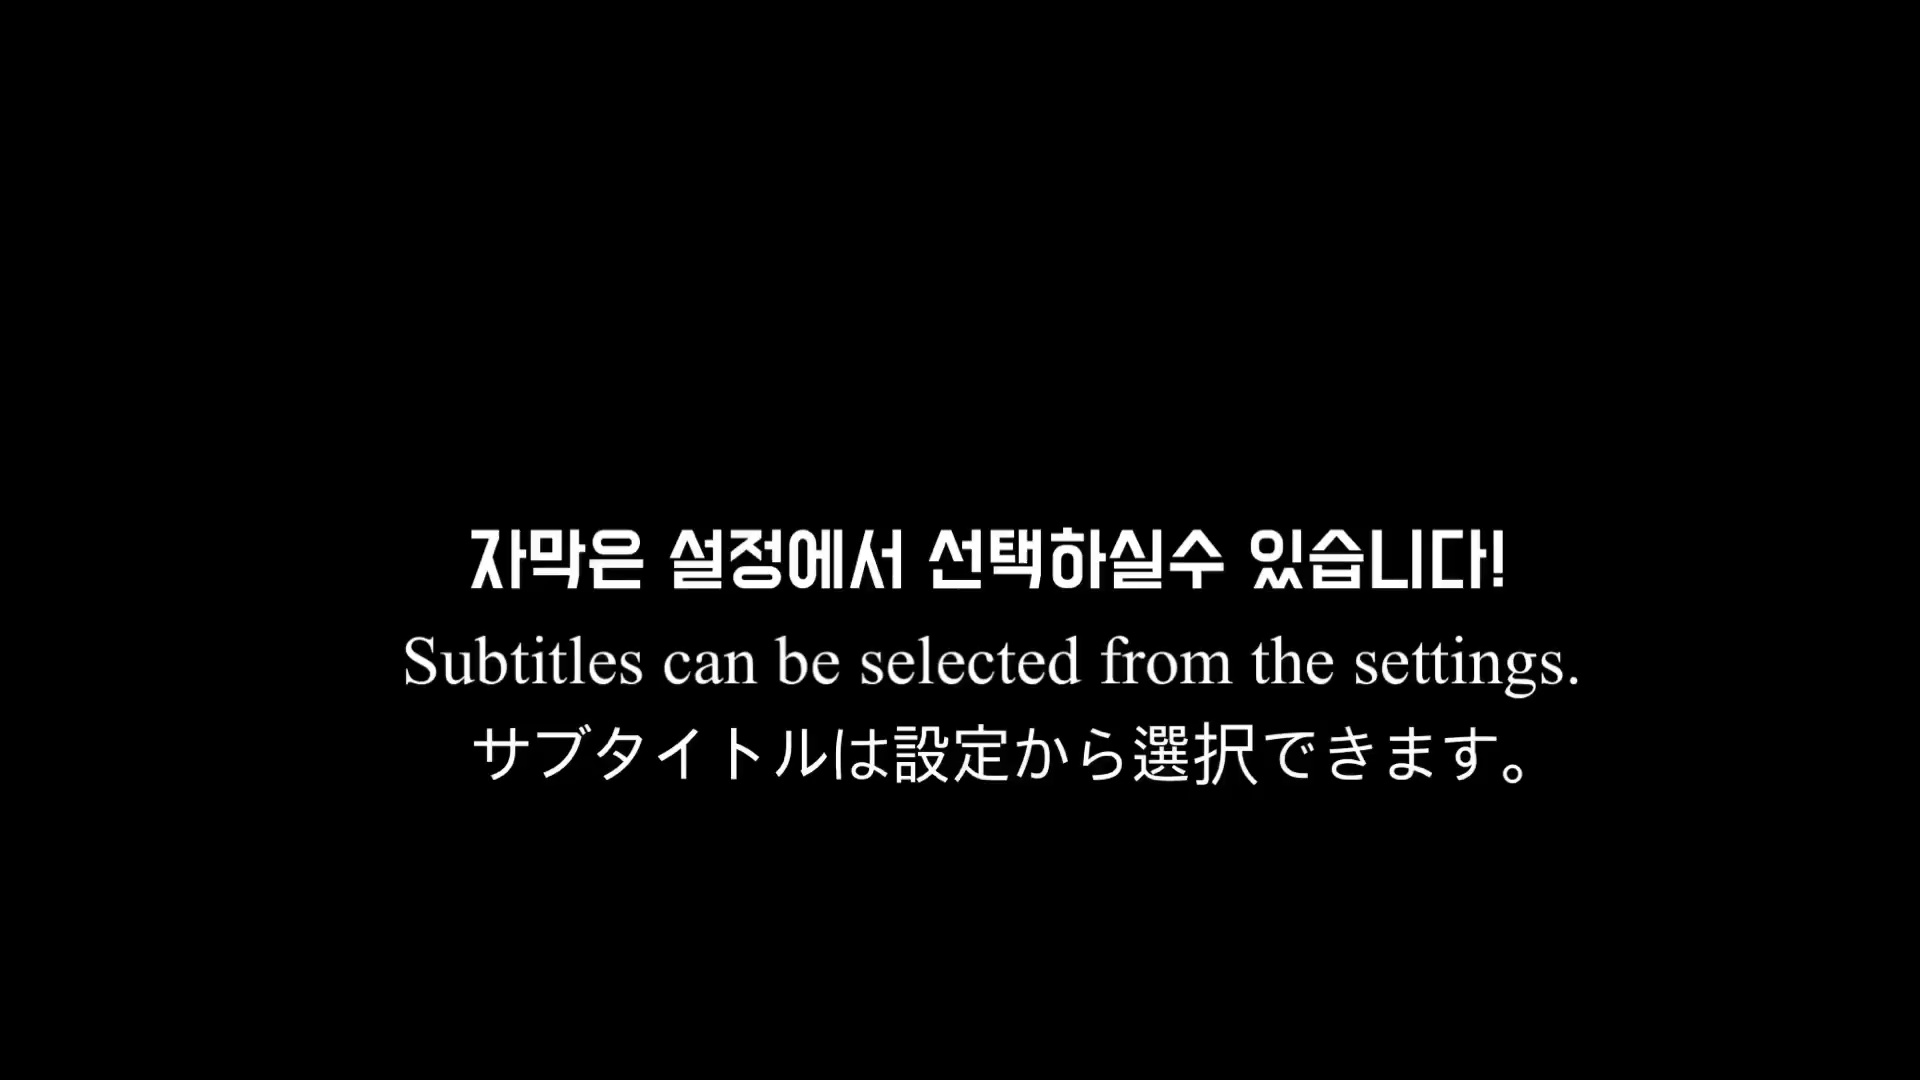 자막은 설정에서 선택하실수 있습니다!
Subtitles can be selected from the settings.
サブタイトルは設定から選択できます。